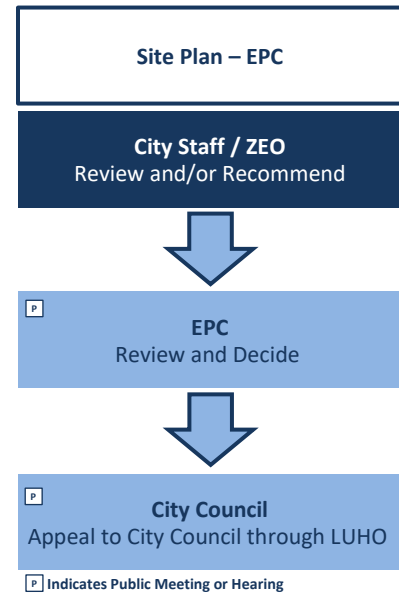 Site Plan – EPC
City Staff / ZEO
Review and/or Recommend
P
EPC
Review and Decide
P
City Council
Appeal to City Council through LUHO
P Indicates Public Meeting or Hearing